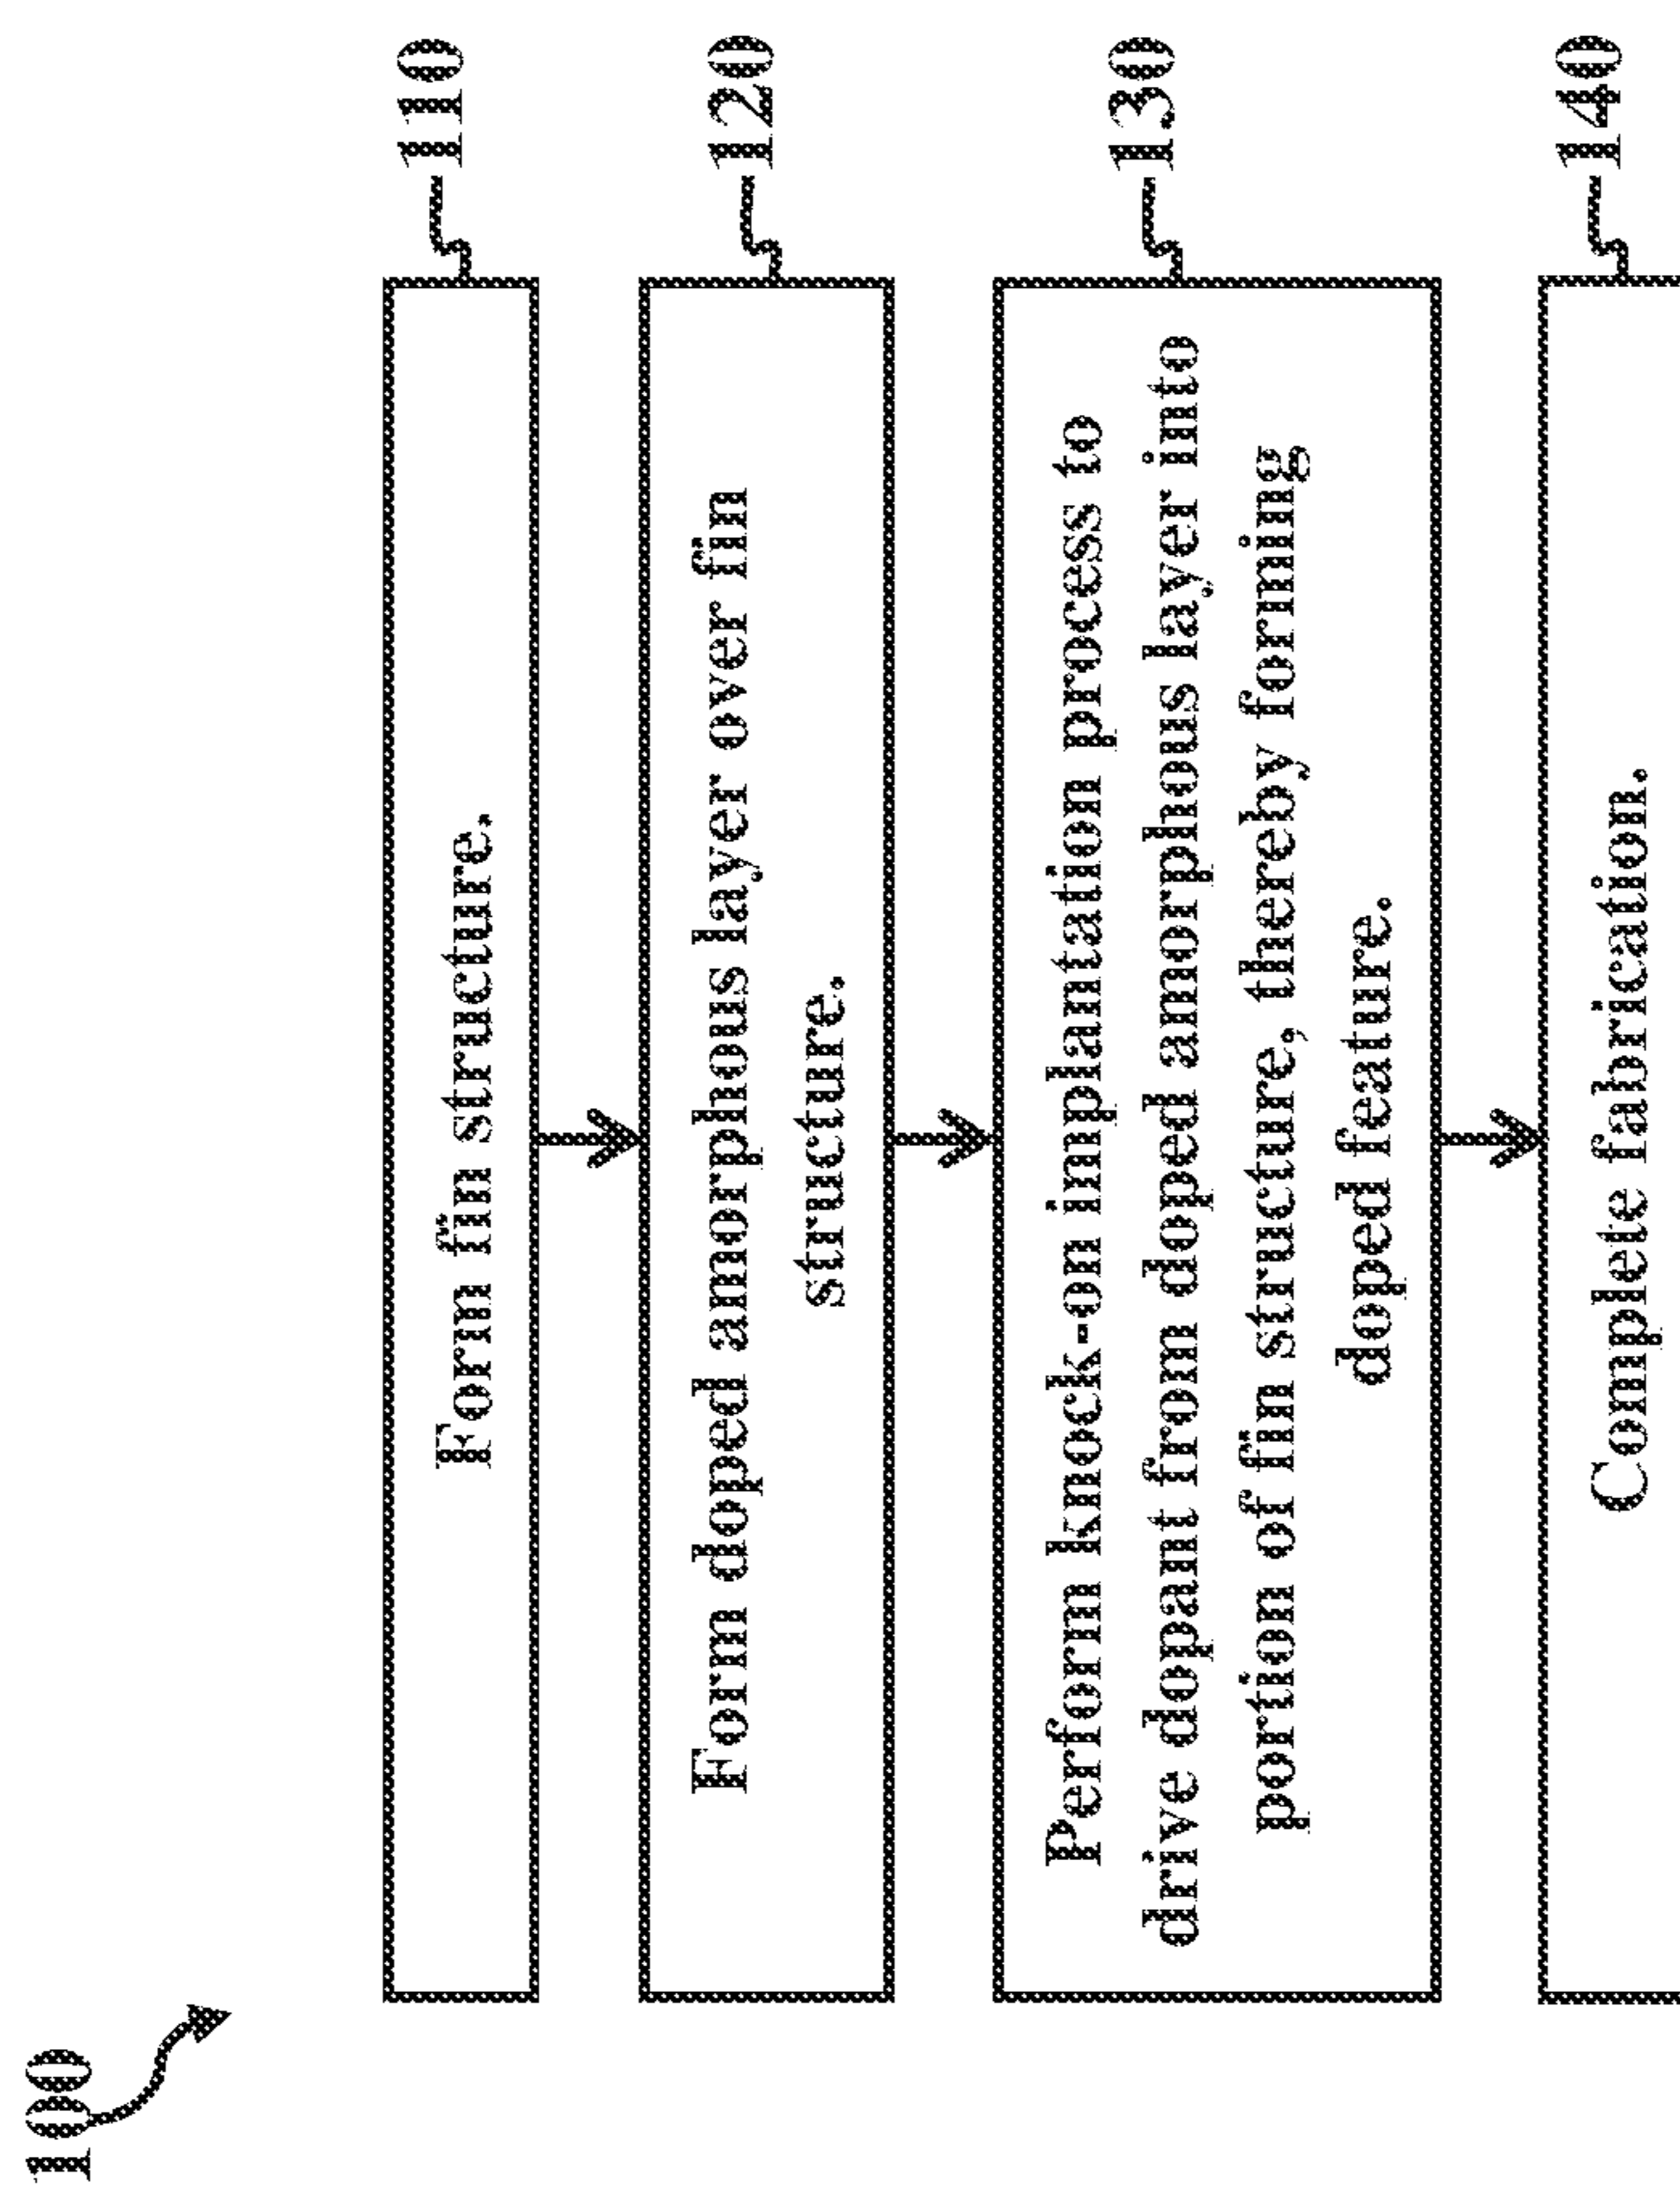 100
Form fin structure.
110
Form doped amorphous layer over fin
structure.
120
Perform knock-on implantation process to
drive dopant from doped amorphous layer into
portion of fin structure, thereby forming
doped feature.
130
Complete fabrication.
140